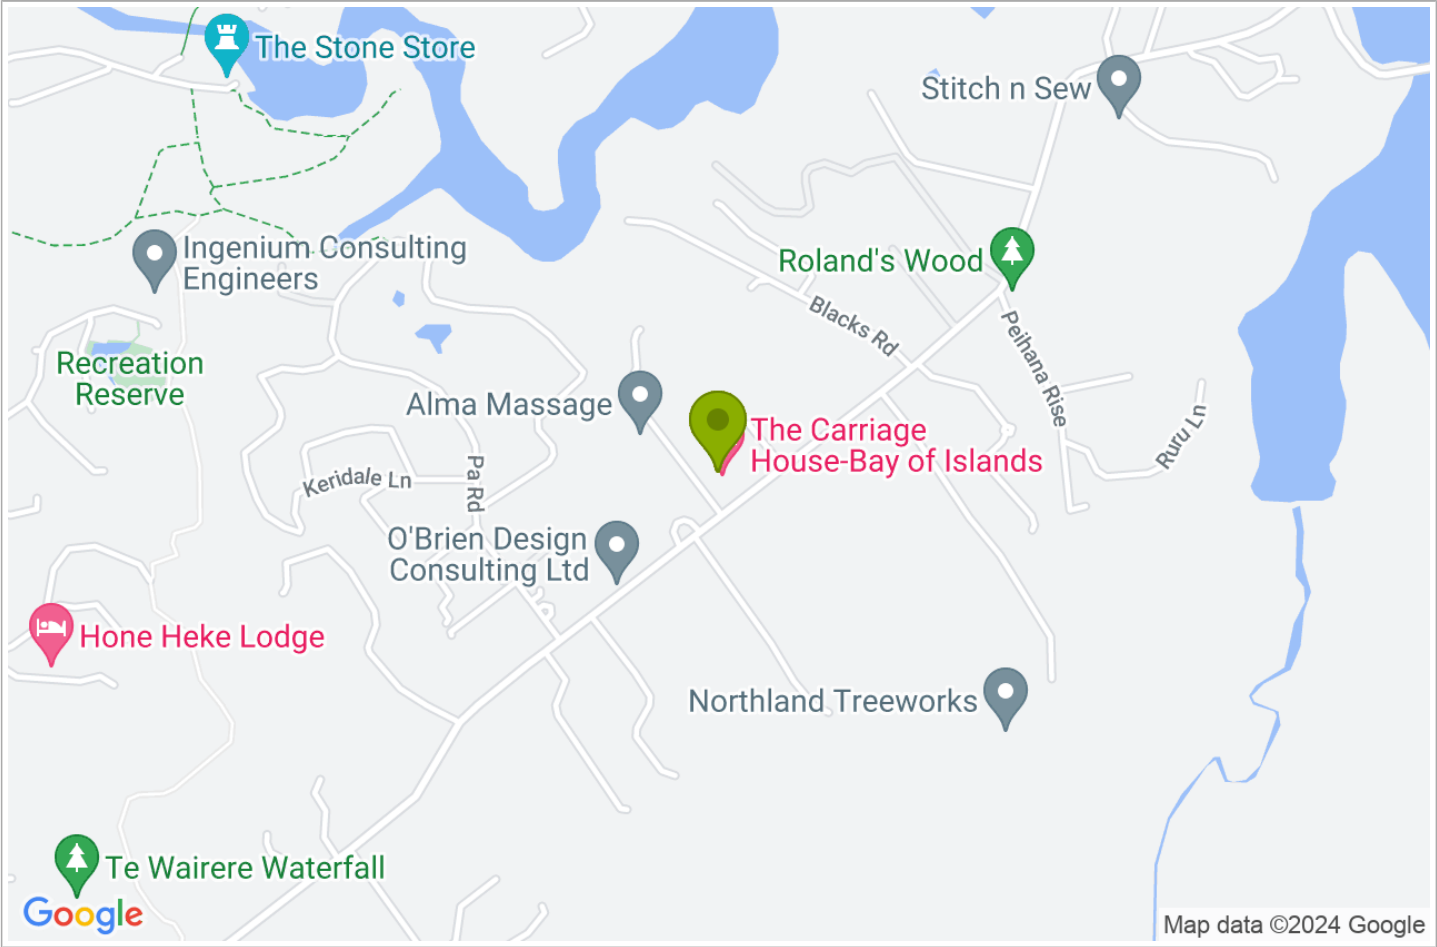 The Stone Store
Stitch n Sew
Ingenium Consulting
Engineers
Roland's Wood
Blacks Rd
Peihana Rise
Recreation
Reserve
Alma Massage
The Carriage
House-Bay of Islands
Ruru Ln
Keridale Ln
Pa Rd
O'Brien Design
Consulting Ltd
Hone Heke Lodge
Northland Treeworks
Te Wairere Waterfall
Google
Map data ©2024 Google